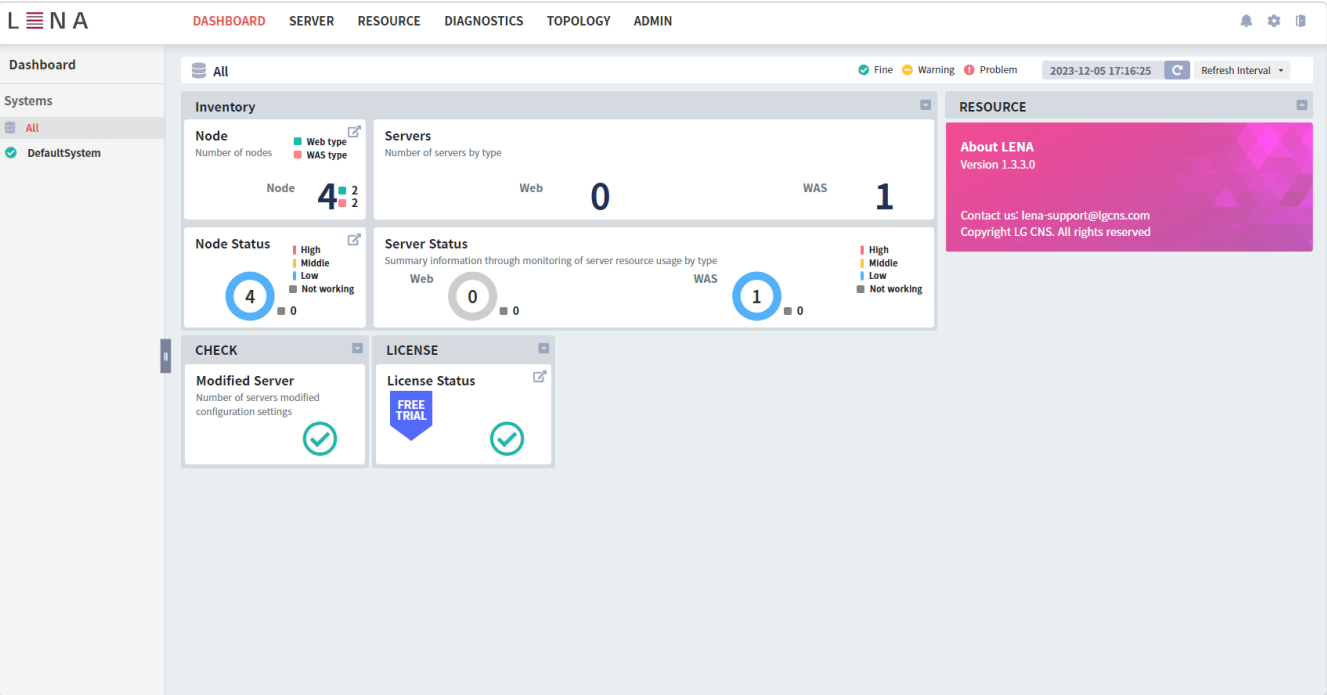 LENA
DASHBOARD SERVER RESOURCE DIAGNOSTICS TOPOLOGY ADMIN
Dashboard
Systems
All
DefaultSystem
All
Fine Warning Problem 2023-12-05 17:16:25 Refresh Interval
Inventory
Node
Number of nodes
Web type
WAS type
Node 4 2
2
Servers
Number of servers by type
Web 0 WAS 1
Node Status
High
Middle
Low
Not working
4 0
Server Status
Summary information through monitoring of server resource usage by type
Web 0 0
WAS 1 0
High
Middle
Low
Not working
RESOURCE
About LENA
Version 1.3.3.0
Contact us: lena-support@lgcns.com
Copyright LG CNS. All rights reserved
CHECK
Modified Server
Number of servers modified
configuration settings
LICENSE
License Status
FREE
TRIAL